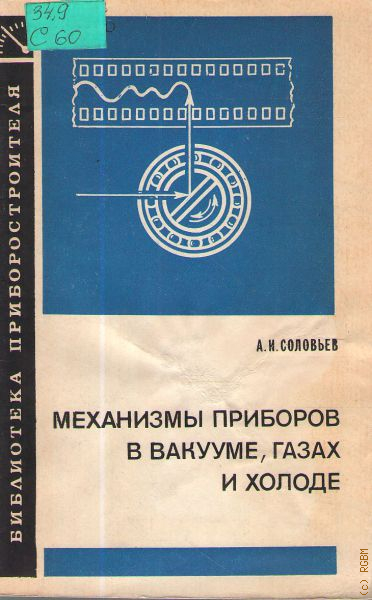 34,9
С 60
БИБЛИОТЕКА ПРИБОРОСТРОИТЕЛЯ
А.И.СОЛОВЬЕВ
МЕХАНИЗМЫ ПРИБОРОВ
В ВАКУУМЕ, ГАЗАХ
И ХОЛОДЕ
(c) RGBM